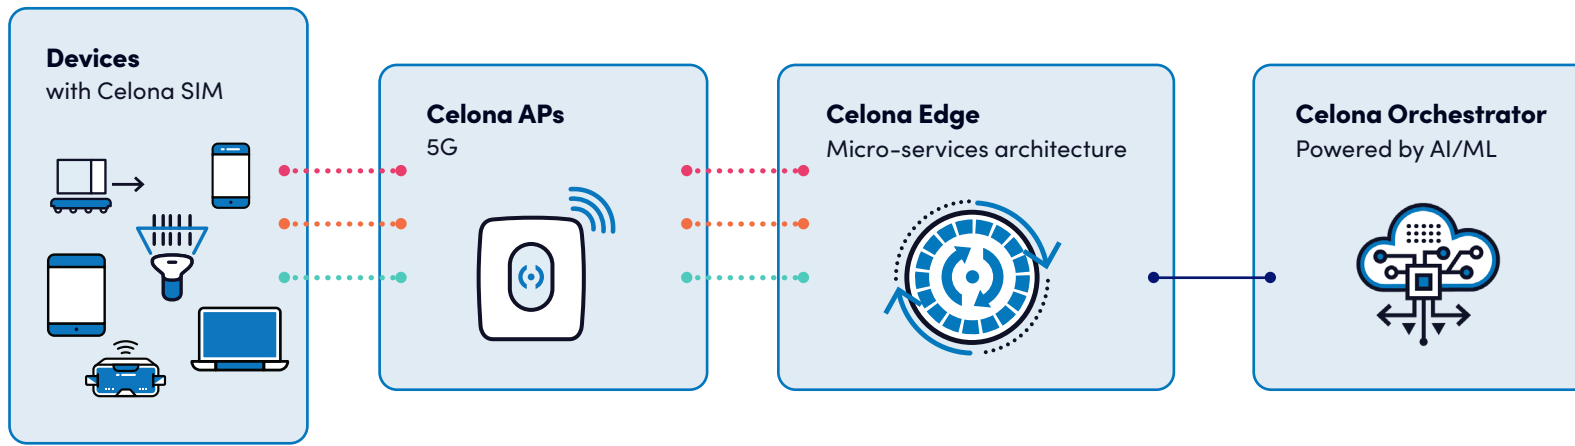 Devices
with Celona SIM
Celona APs
5G
Celona Edge
Micro-services architecture
Celona Orchestrator
Powered by AI/ML